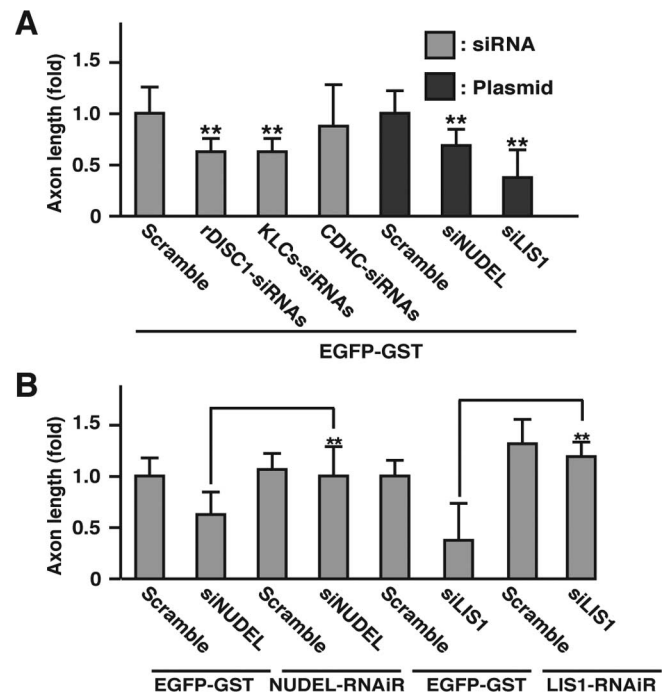 A
: siRNA
: Plasmid
Axon length (fold)
1.5
1.0
0.5
0
**
**
**
**
Scramble
rDISC1-siRNAs
KLCs-siRNAs
CDHC-siRNAs
Scramble
siNUDEL
siLIS1
EGFP-GST
B
Axon length (fold)
1.5
1.0
0.5
0
**
**
Scramble
siNUDEL
Scramble
siNUDEL
Scramble
siLIS1
Scramble
siLIS1
EGFP-GST NUDEL-RNAiR EGFP-GST LIS1-RNAiR